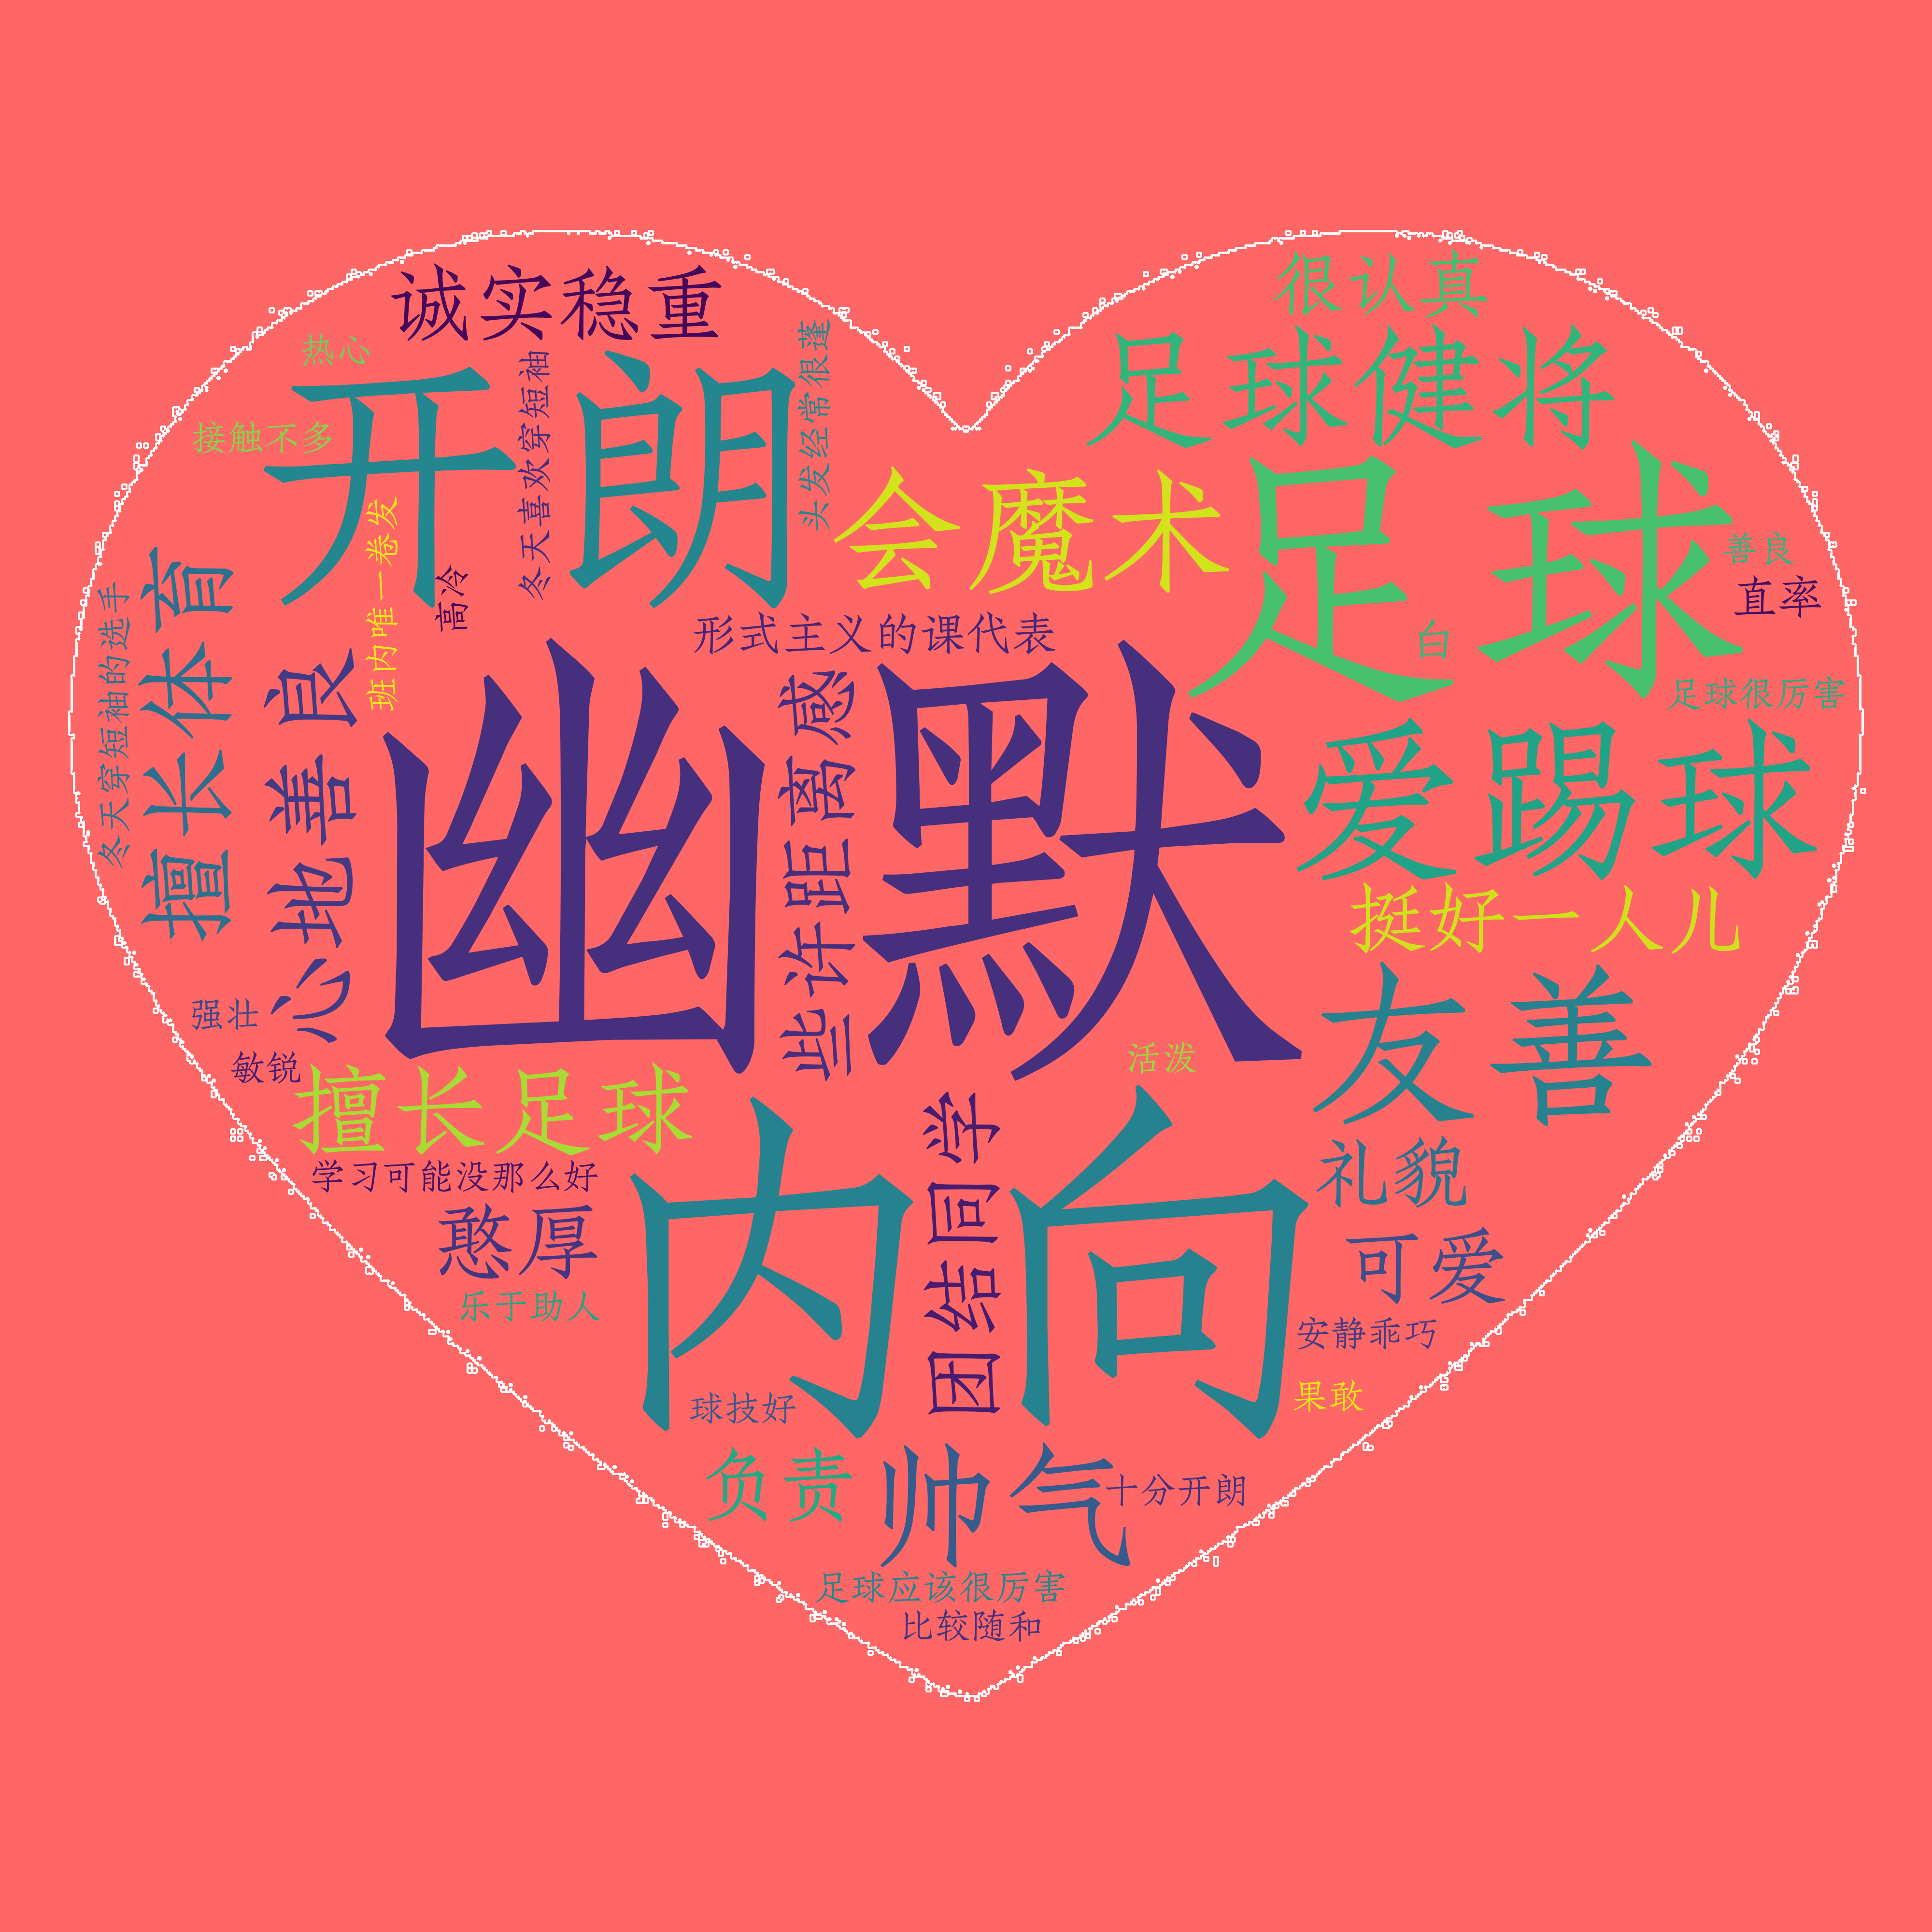 诚实稳重
很认真
热心
开朗
冬天喜欢穿短袖
头发经常很蓬
足球健将
接触不多
会魔术
足球
班内唯一卷发
高冷
善良
直率
擅长体育
冬天穿短袖的选手
形式主义的课代表
白
心地善良
幽默
些许距离感
足球很厉害
爱踢球
挺好一人儿
强壮
友善
敏锐
擅长足球
活泼
内向
团结同学
学习可能没那么好
礼貌
憨厚
可爱
乐于助人
安静乖巧
球技好
果敢
负责
帅气
十分开朗
足球应该很厉害
比较随和